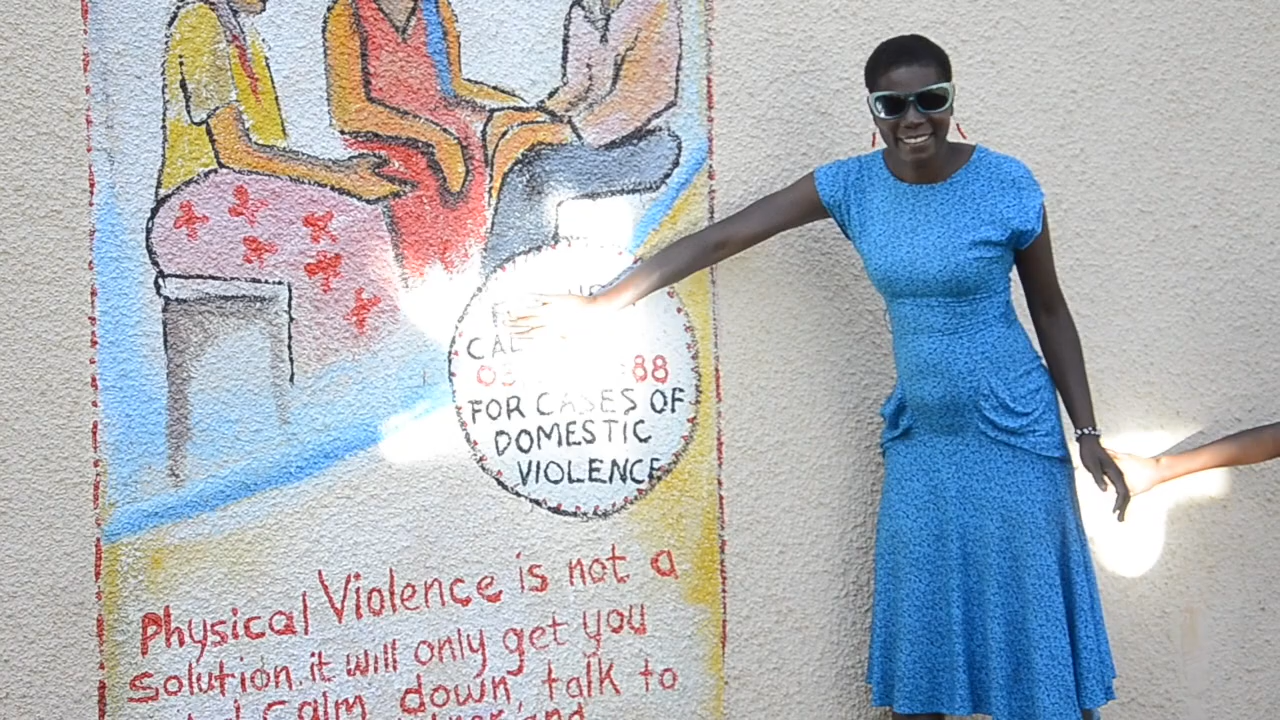 FOR CASES OF
DOMESTIC
VIOLENCE
Physical Violence is not a
solution. it will only get you
Calm down, talk to
and